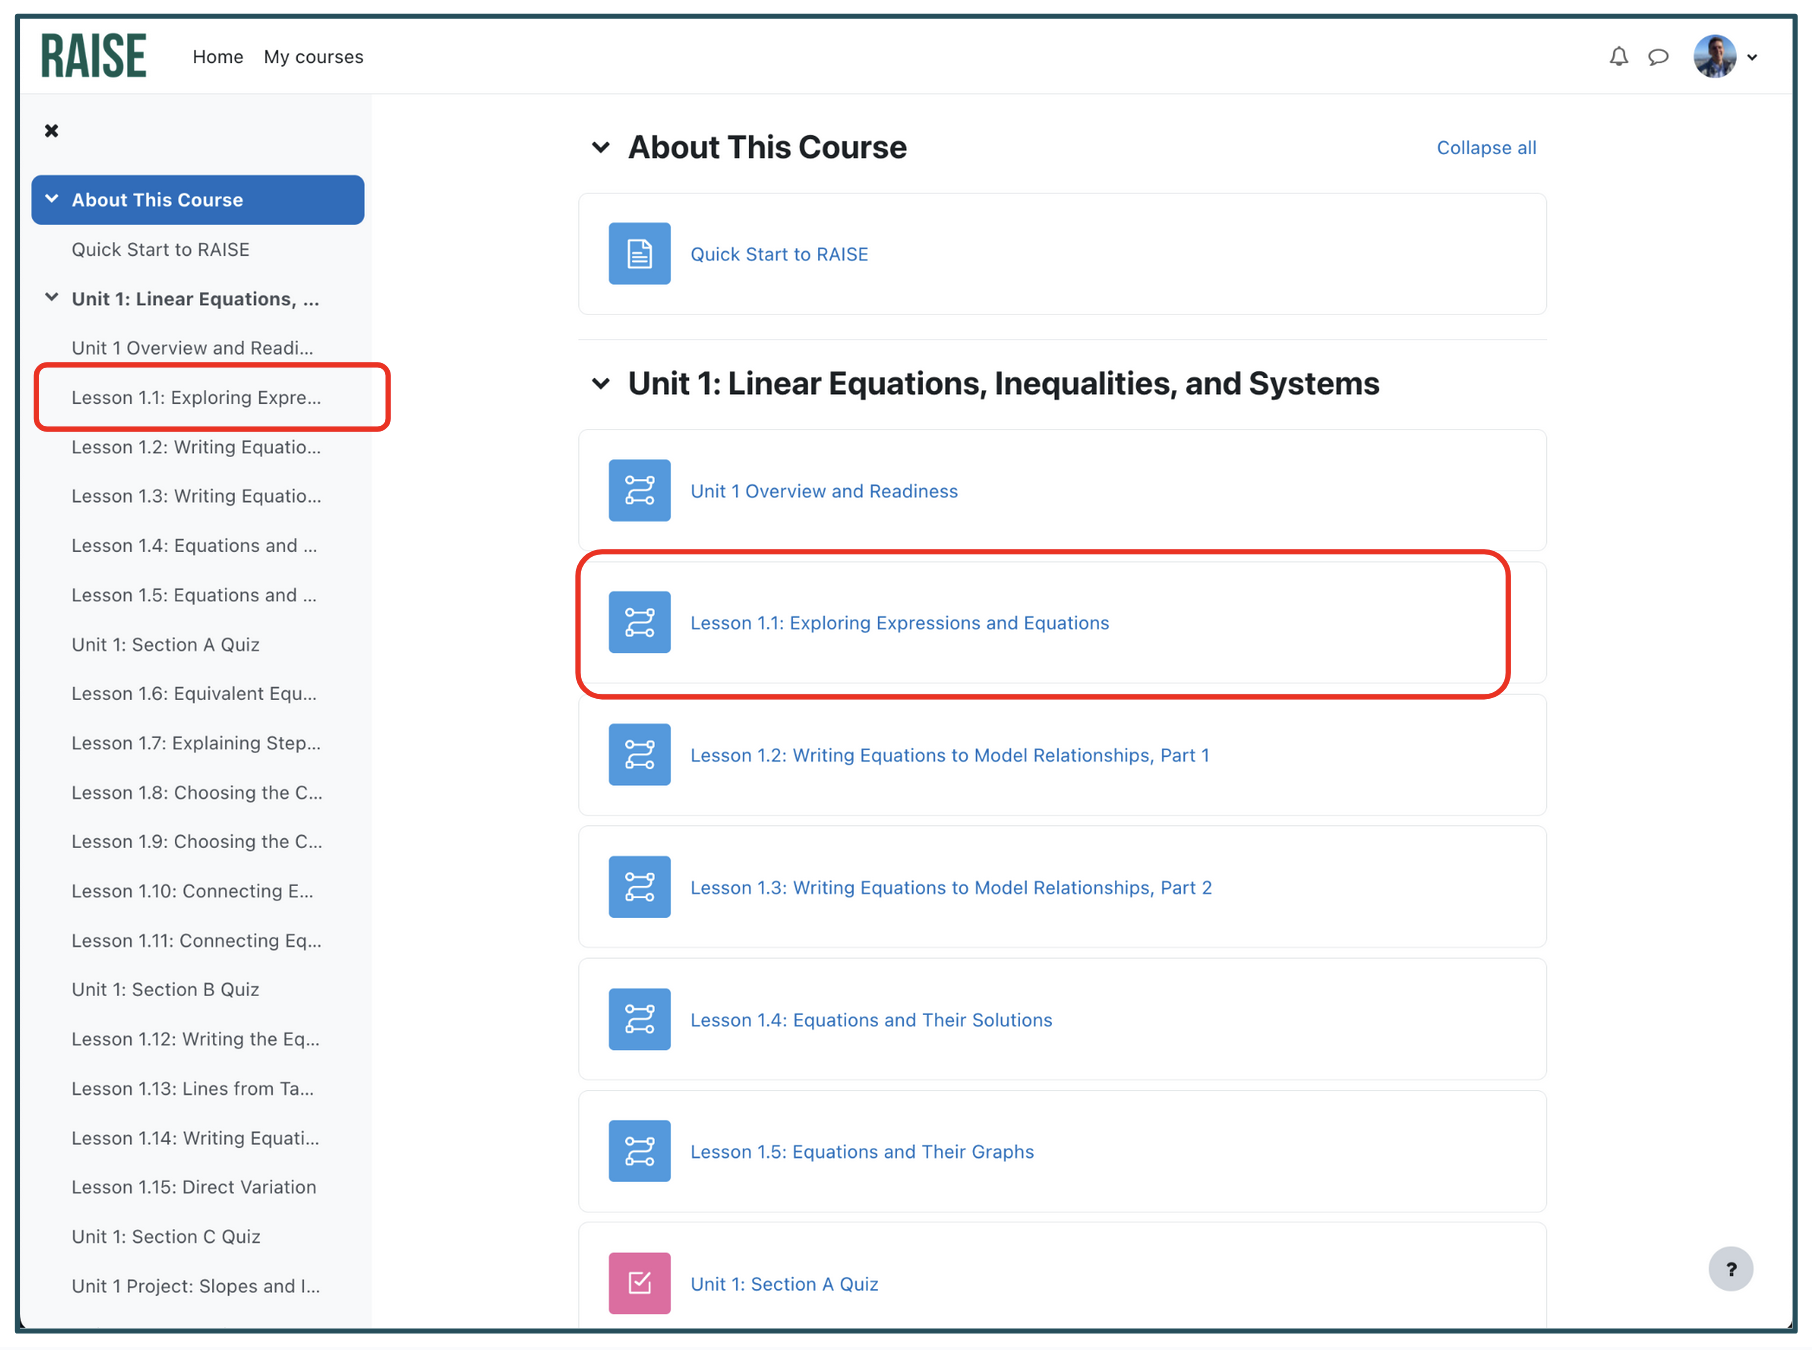 RAISE
Home My courses
About This Course
Quick Start to RAISE
Unit 1: Linear Equations, ...
Unit 1 Overview and Readi...
Lesson 1.1: Exploring Expre...
Lesson 1.2: Writing Equatio...
Lesson 1.3: Writing Equatio...
Lesson 1.4: Equations and ...
Lesson 1.5: Equations and ...
Unit 1: Section A Quiz
Lesson 1.6: Equivalent Equ...
Lesson 1.7: Explaining Step...
Lesson 1.8: Choosing the C...
Lesson 1.9: Choosing the C...
Lesson 1.10: Connecting E...
Lesson 1.11: Connecting Eq...
Unit 1: Section B Quiz
Lesson 1.12: Writing the Eq...
Lesson 1.13: Lines from Ta...
Lesson 1.14: Writing Equati...
Lesson 1.15: Direct Variation
Unit 1: Section C Quiz
Unit 1 Project: Slopes and I...
About This Course
Collapse all
Quick Start to RAISE
Unit 1: Linear Equations, Inequalities, and Systems
Unit 1 Overview and Readiness
Lesson 1.1: Exploring Expressions and Equations
Lesson 1.2: Writing Equations to Model Relationships, Part 1
Lesson 1.3: Writing Equations to Model Relationships, Part 2
Lesson 1.4: Equations and Their Solutions
Lesson 1.5: Equations and Their Graphs
Unit 1: Section A Quiz
?